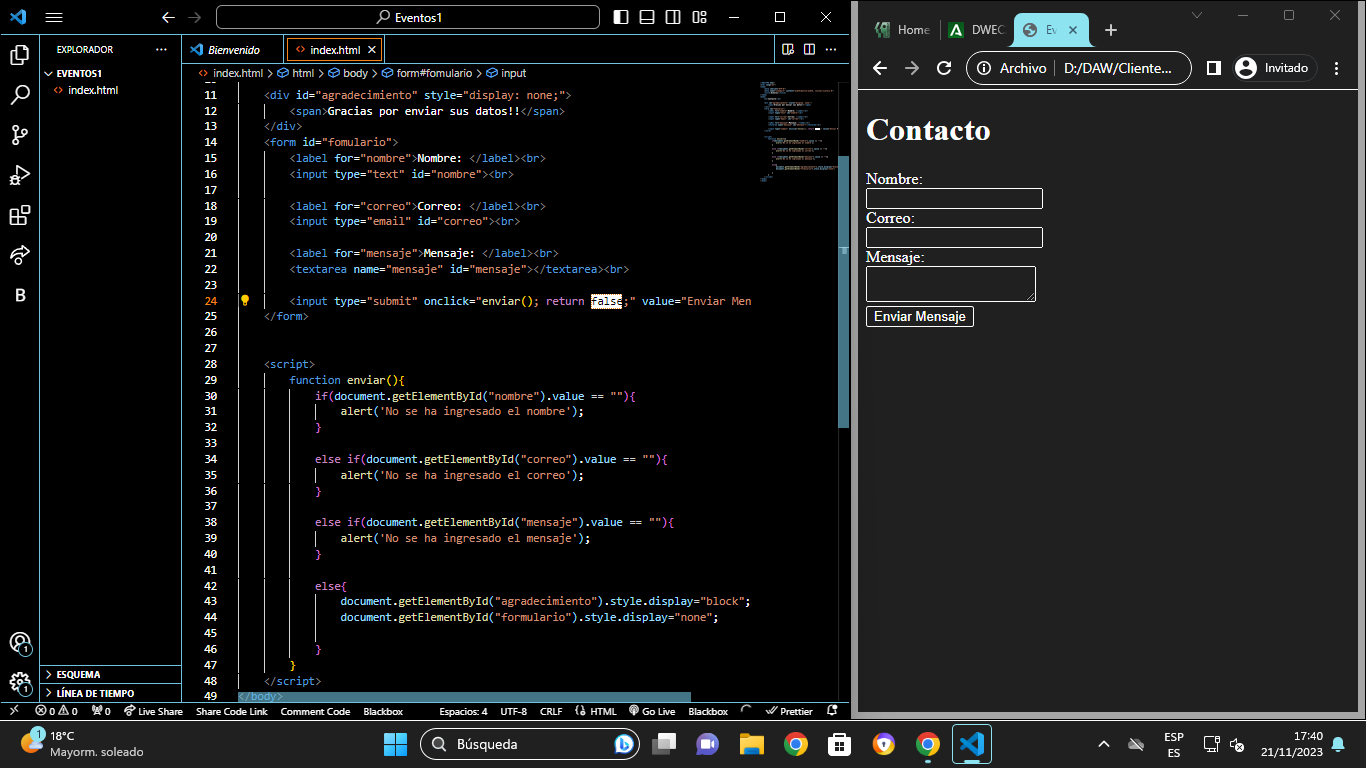 Eventos1
EXPLORADOR
EVENTOS1
index.html
ESQUEMA
LÍNEA DE TIEMPO
Bienvenido
index.html
index.html > html > body > form#fomulario > input
11 <div id="agradecimiento" style="display: none;">
12 <span>Gracias por enviar sus datos!!</span>
13 </div>
14 <form id="fomulario">
15 <label for="nombre">Nombre: </label><br>
16 <input type="text" id="nombre"><br>
17
18 <label for="correo">Correo: </label><br>
19 <input type="email" id="correo"><br>
20
21 <label for="mensaje">Mensaje: </label><br>
22 <textarea name="mensaje" id="mensaje"></textarea><br>
23
24 <input type="submit" onclick="enviar(); return false;" value="Enviar Men
25 </form>
26
27
28 <script>
29 function enviar(){
30 if(document.getElementById("nombre").value == ""){
31 alert('No se ha ingresado el nombre');
32 }
33
34 else if(document.getElementById("correo").value == ""){
35 alert('No se ha ingresado el correo');
36 }
37
38 else if(document.getElementById("mensaje").value == ""){
39 alert('No se ha ingresado el mensaje');
40 }
41
42 else{
43 document.getElementById("agradecimiento").style.display="block";
44 document.getElementById("formulario").style.display="none";
45
46 }
47 }
48 </script>
49 </body>
B
1
1
0 0 0 Live Share Share Code Link Comment Code Blackbox Espacios: 4 UTF-8 CRLF HTML Go Live Blackbox Prettier
Home DWEC Ev
Archivo D:/DAW/Cliente... Invitado
Contacto
Nombre:
Correo:
Mensaje:
Enviar Mensaje
1
18°C
Mayorm. soleado
Búsqueda
ESP
ES
17:40
21/11/2023